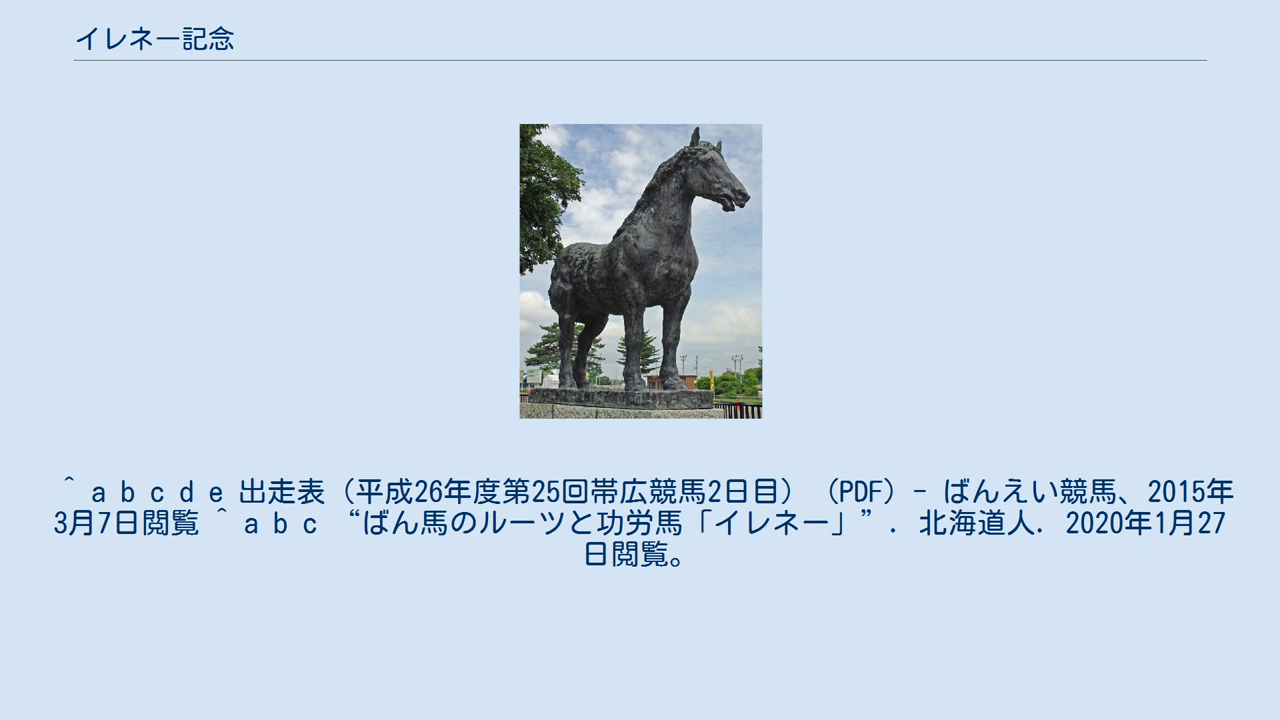 イレネー記念
^ a b c d e 出走表（平成26年度第25回帯広競馬2日目）（PDF）- ばんえい競馬、2015年
3月7日閲覧 ^ a b c “ばん馬のルーツと功労馬「イレネー」”. 北海道人. 2020年1月27
日閲覧。